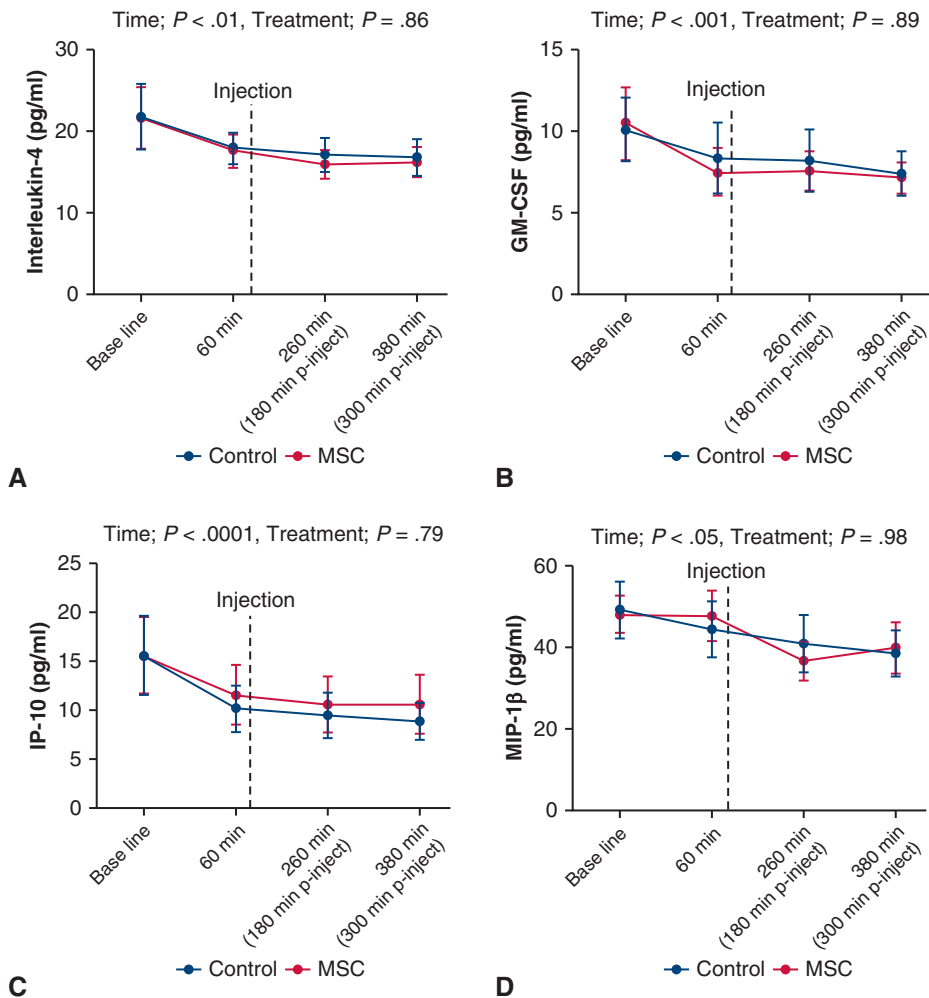 Time; P < .01, Treatment; P = .86
Interleukin-4 (pg/ml)
30
20
10
0
Injection
Base line
60 min
260 min
(180 min p-inject)
380 min
(300 min p-inject)
Control MSC
A
Time; P < .001, Treatment; P = .89
GM-CSF (pg/ml)
15
10
5
0
Injection
Base line
60 min
260 min
(180 min p-inject)
380 min
(300 min p-inject)
Control MSC
B
Time; P < .0001, Treatment; P = .79
IP-10 (pg/ml)
25
20
15
10
5
0
Injection
Base line
60 min
260 min
(180 min p-inject)
380 min
(300 min p-inject)
Control MSC
C
Time; P < .05, Treatment; P = .98
MIP-1β (pg/ml)
60
40
20
0
Injection
Base line
60 min
260 min
(180 min p-inject)
380 min
(300 min p-inject)
Control MSC
D